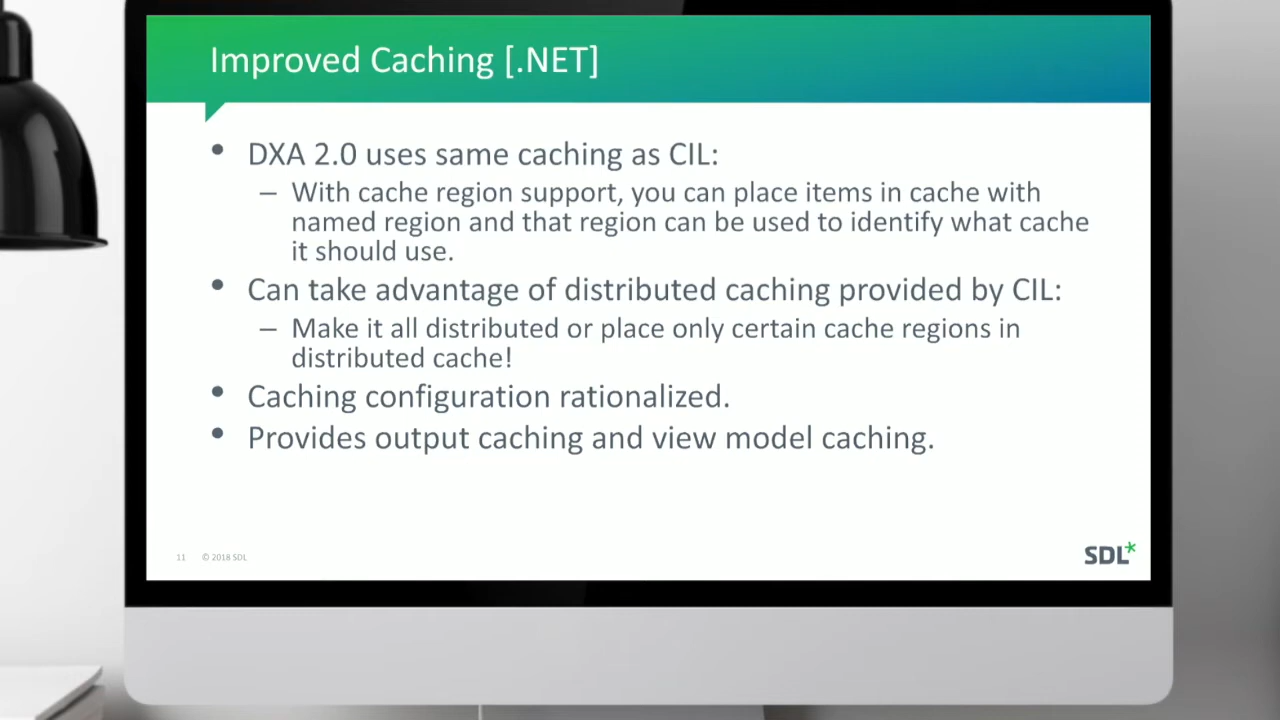 Improved Caching [.NET]
• DXA 2.0 uses same caching as CIL:
– With cache region support, you can place items in cache with
named region and that region can be used to identify what cache
it should use.
• Can take advantage of distributed caching provided by CIL:
– Make it all distributed or place only certain cache regions in
distributed cache!
• Caching configuration rationalized.
• Provides output caching and view model caching.
11 © 2018 SDL
SDL*